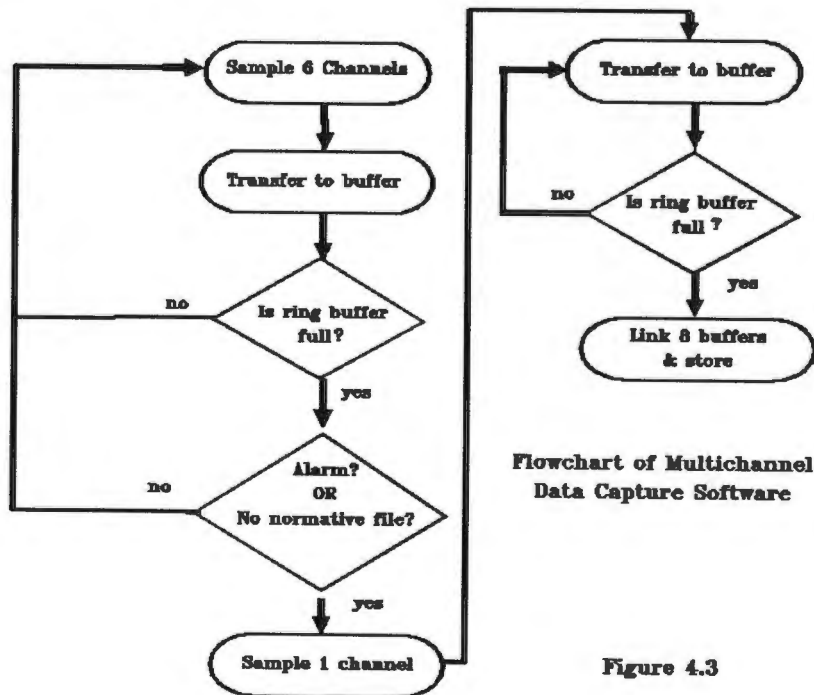 Sample 6 Channels
Transfer to buffer
Is ring buffer
full?
no
yes
Alarm?
OR
No normative file?
no
yes
Sample 1 channel
Transfer to buffer
Is ring buffer
full ?
no
yes
Link 8 buffers
& store
Flowchart of Multichannel
Data Capture Software
Figure 4.3